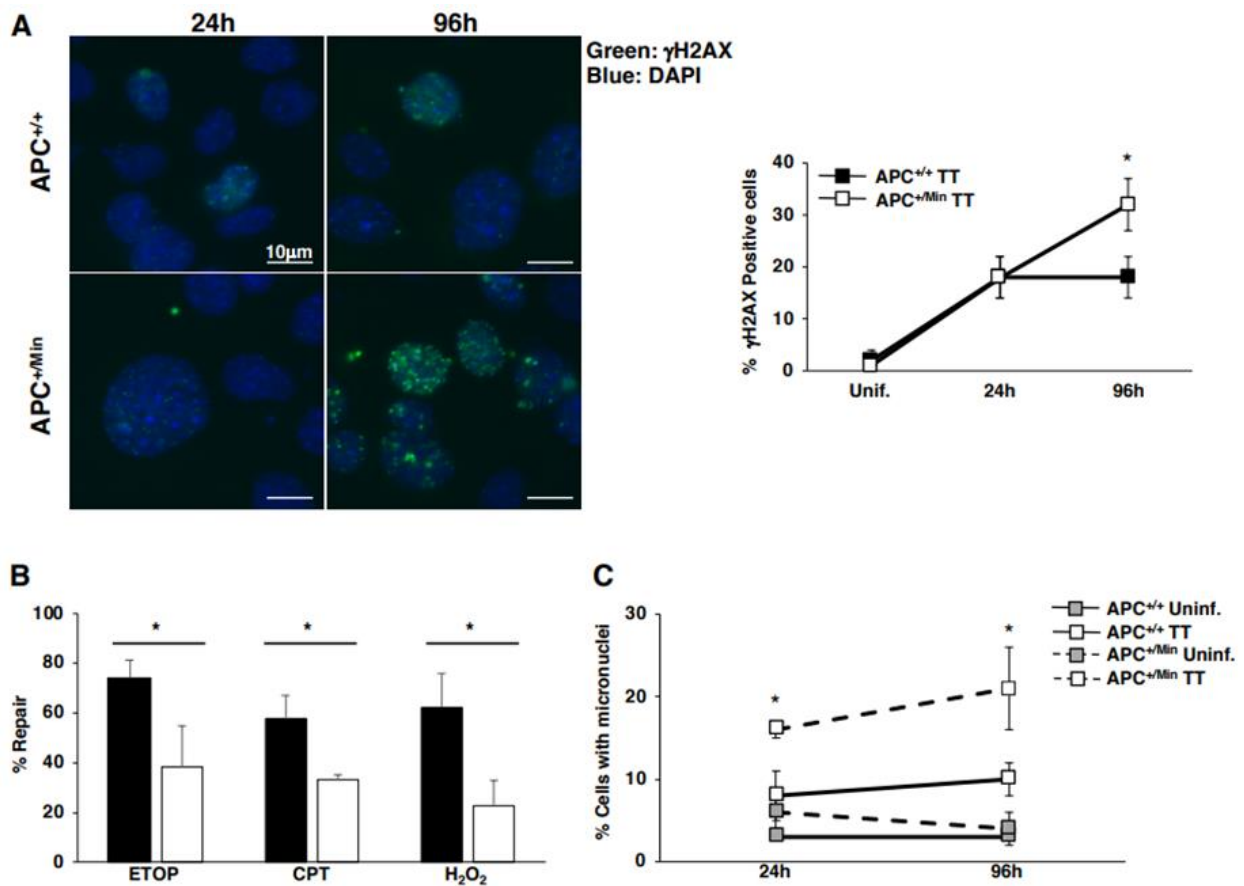 A
24h
96h
Green: γH2AX
Blue: DAPI
APC+/+
10μm
APC+/Min
% γH2AX Positive cells
40
30
20
10
0
APC+/+ TT
APC+/Min TT
*
Unif.
24h
96h
B
% Repair
100
80
60
40
20
0
*
*
*
ETOP
CPT
H₂O₂
C
% Cells with micronuclei
30
20
10
0
*
*
APC+/+ Uninf.
APC+/+ TT
APC+/Min Uninf.
APC+/Min TT
24h
96h